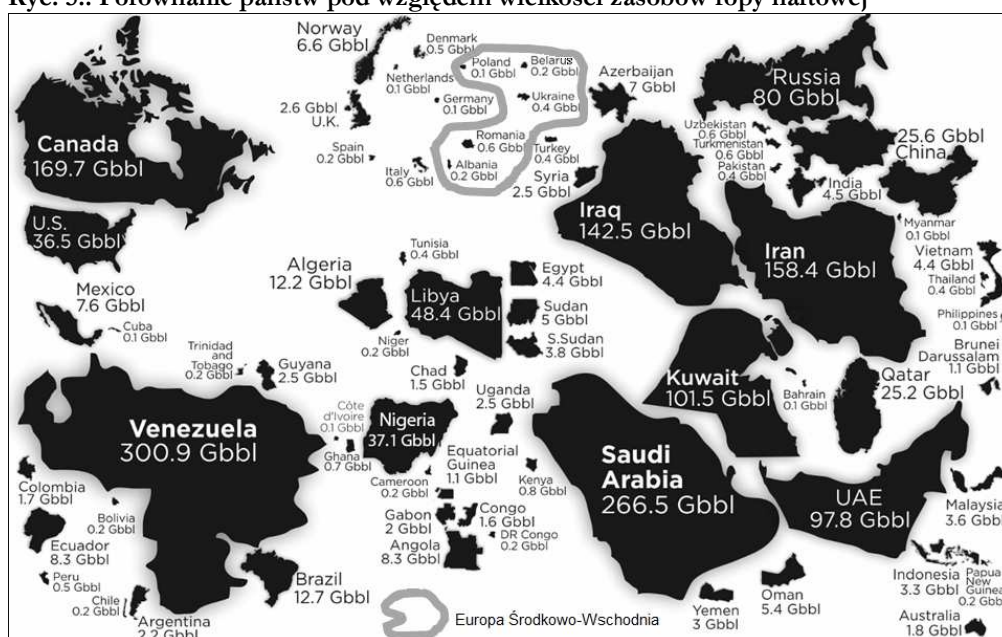 Ryc. 3.: Porównanie państw pod względem wielkości zasobów ropy naftowej
Norway
6.6 Gbbl
Denmark
0.5 Gbbl
Poland
0.1 Gbbl
Belarus
0.2 Gbbl
Netherlands
0.1 Gbbl
Germany
0.1 Gbbl
Ukraine
0.4 Gbbl
Azerbaijan
7 Gbbl
Russia
80 Gbbl
Canada
169.7 Gbbl
2.6 Gbbl
U.K.
Spain
0.2 Gbbl
Italy
0.6 Gbbl
Romania
0.6 Gbbl
Albania
0.2 Gbbl
Turkey
0.4 Gbbl
Syria
2.5 Gbbl
Uzbekistan
0.6 Gbbl
Turkmenistan
0.6 Gbbl
Pakistan
0.4 Gbbl
25.6 Gbbl
China
India
4.5 Gbbl
U.S.
36.5 Gbbl
Iraq
142.5 Gbbl
Iran
158.4 Gbbl
Myanmar
0.1 Gbbl
Vietnam
4.4 Gbbl
Thailand
0.4 Gbbl
Philippines
0.1 Gbbl
Brunei
Darussalam
1.1 Gbbl
Mexico
7.6 Gbbl
Cuba
0.1 Gbbl
Algeria
12.2 Gbbl
Tunisia
0.4 Gbbl
Libya
48.4 Gbbl
Egypt
4.4 Gbbl
Sudan
5 Gbbl
S.Sudan
3.8 Gbbl
Niger
0.2 Gbbl
Chad
1.5 Gbbl
Trinidad
and
Tobago
0.2 Gbbl
Guyana
2.5 Gbbl
Kuwait
101.5 Gbbl
Bahrain
0.1 Gbbl
Qatar
25.2 Gbbl
Venezuela
300.9 Gbbl
Côte
d'Ivoire
0.1 Gbbl
Ghana
0.7 Gbbl
Nigeria
37.1 Gbbl
Uganda
2.5 Gbbl
Equatorial
Guinea
1.1 Gbbl
Cameroon
0.2 Gbbl
Kenya
0.8 Gbbl
Saudi
Arabia
266.5 Gbbl
UAE
97.8 Gbbl
Malaysia
3.6 Gbbl
Colombia
1.7 Gbbl
Bolivia
0.2 Gbbl
Ecuador
8.3 Gbbl
Peru
0.5 Gbbl
Chile
0.2 Gbbl
Argentina
2.2 Gbbl
Brazil
12.7 Gbbl
Gabon
2 Gbbl
Congo
1.6 Gbbl
DR Congo
0.2 Gbbl
Angola
8.3 Gbbl
Yemen
3 Gbbl
Oman
5.4 Gbbl
Indonesia
3.3 Gbbl
Papua
New
Guinea
0.2 Gbbl
Australia
1.8 Gbbl
Europa Środkowo-Wschodnia